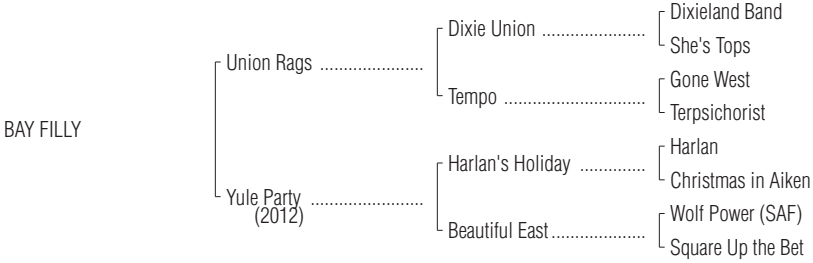 Dixieland Band
Dixie Union ......................
She's Tops
Union Rags ......................
Gone West
Tempo ..............................
Terpsichorist
BAY FILLY
Harlan
Harlan's Holiday ..............
Christmas in Aiken
Yule Party ........................
(2012)
Wolf Power (SAF)
Beautiful East....................
Square Up the Bet